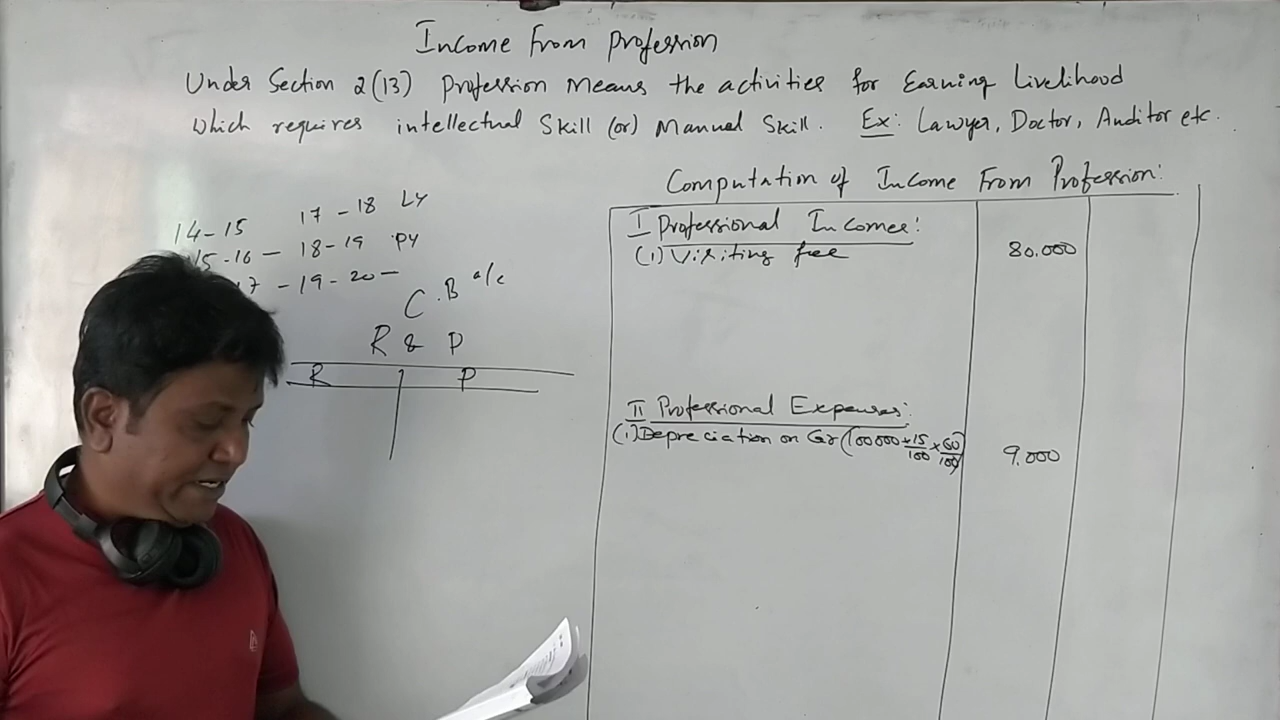 Income From Profession
Under Section 2(13) Profession Means the activities for Earning Livelihood
Which requires intellectual Skill (or) Manual Skill. Ex: Lawyer, Doctor, Auditor etc.
14-15 17-18 LY
15-16 - 18-19 PY
17 - 19-20 -
C.B a/c
R & P
R P
Computation of Income From Profession:
I Professional Incomes:
(1) Visiting fee 80.000
II Professional Expenses:
(1) Depreciation on Car (100000 × 15/100 × 60/100) 9.000